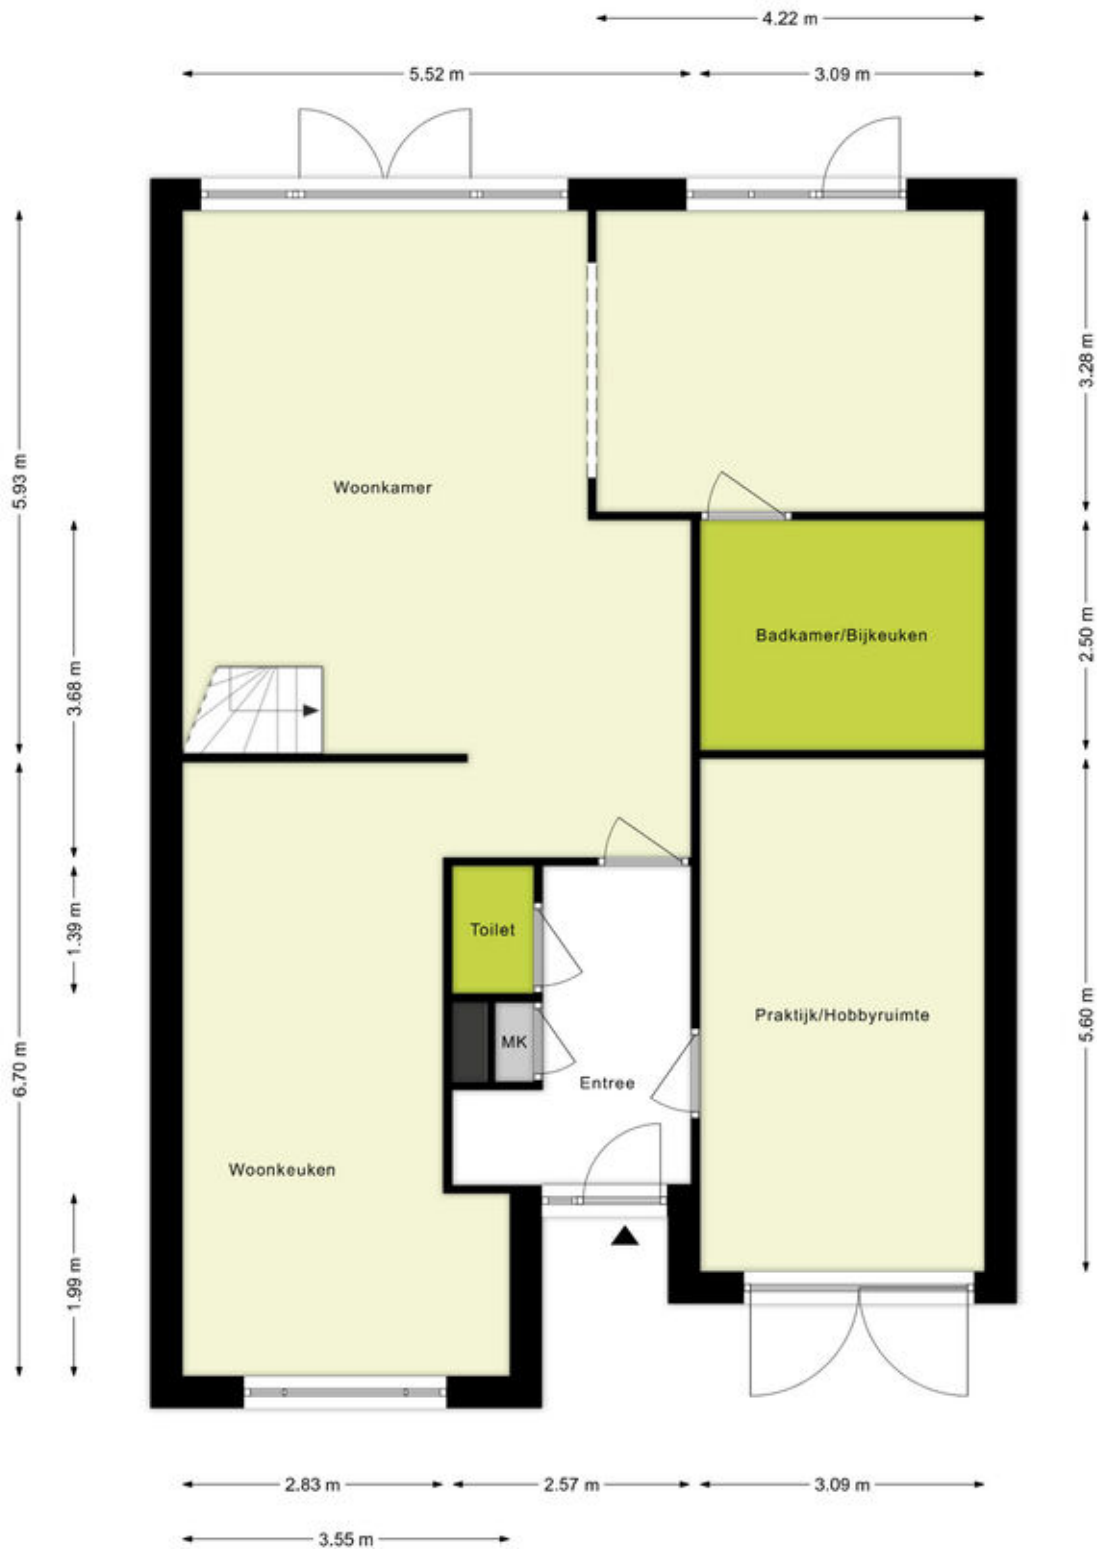 4.22 m
5.52 m
3.09 m
5.93 m
3.28 m
Woonkamer
3.68 m
2.50 m
Badkamer/Bijkeuken
1.39 m
Toilet
6.70 m
MK
Entree
Praktijk/Hobbyruimte
5.60 m
Woonkeuken
1.99 m
2.83 m
2.57 m
3.09 m
3.55 m